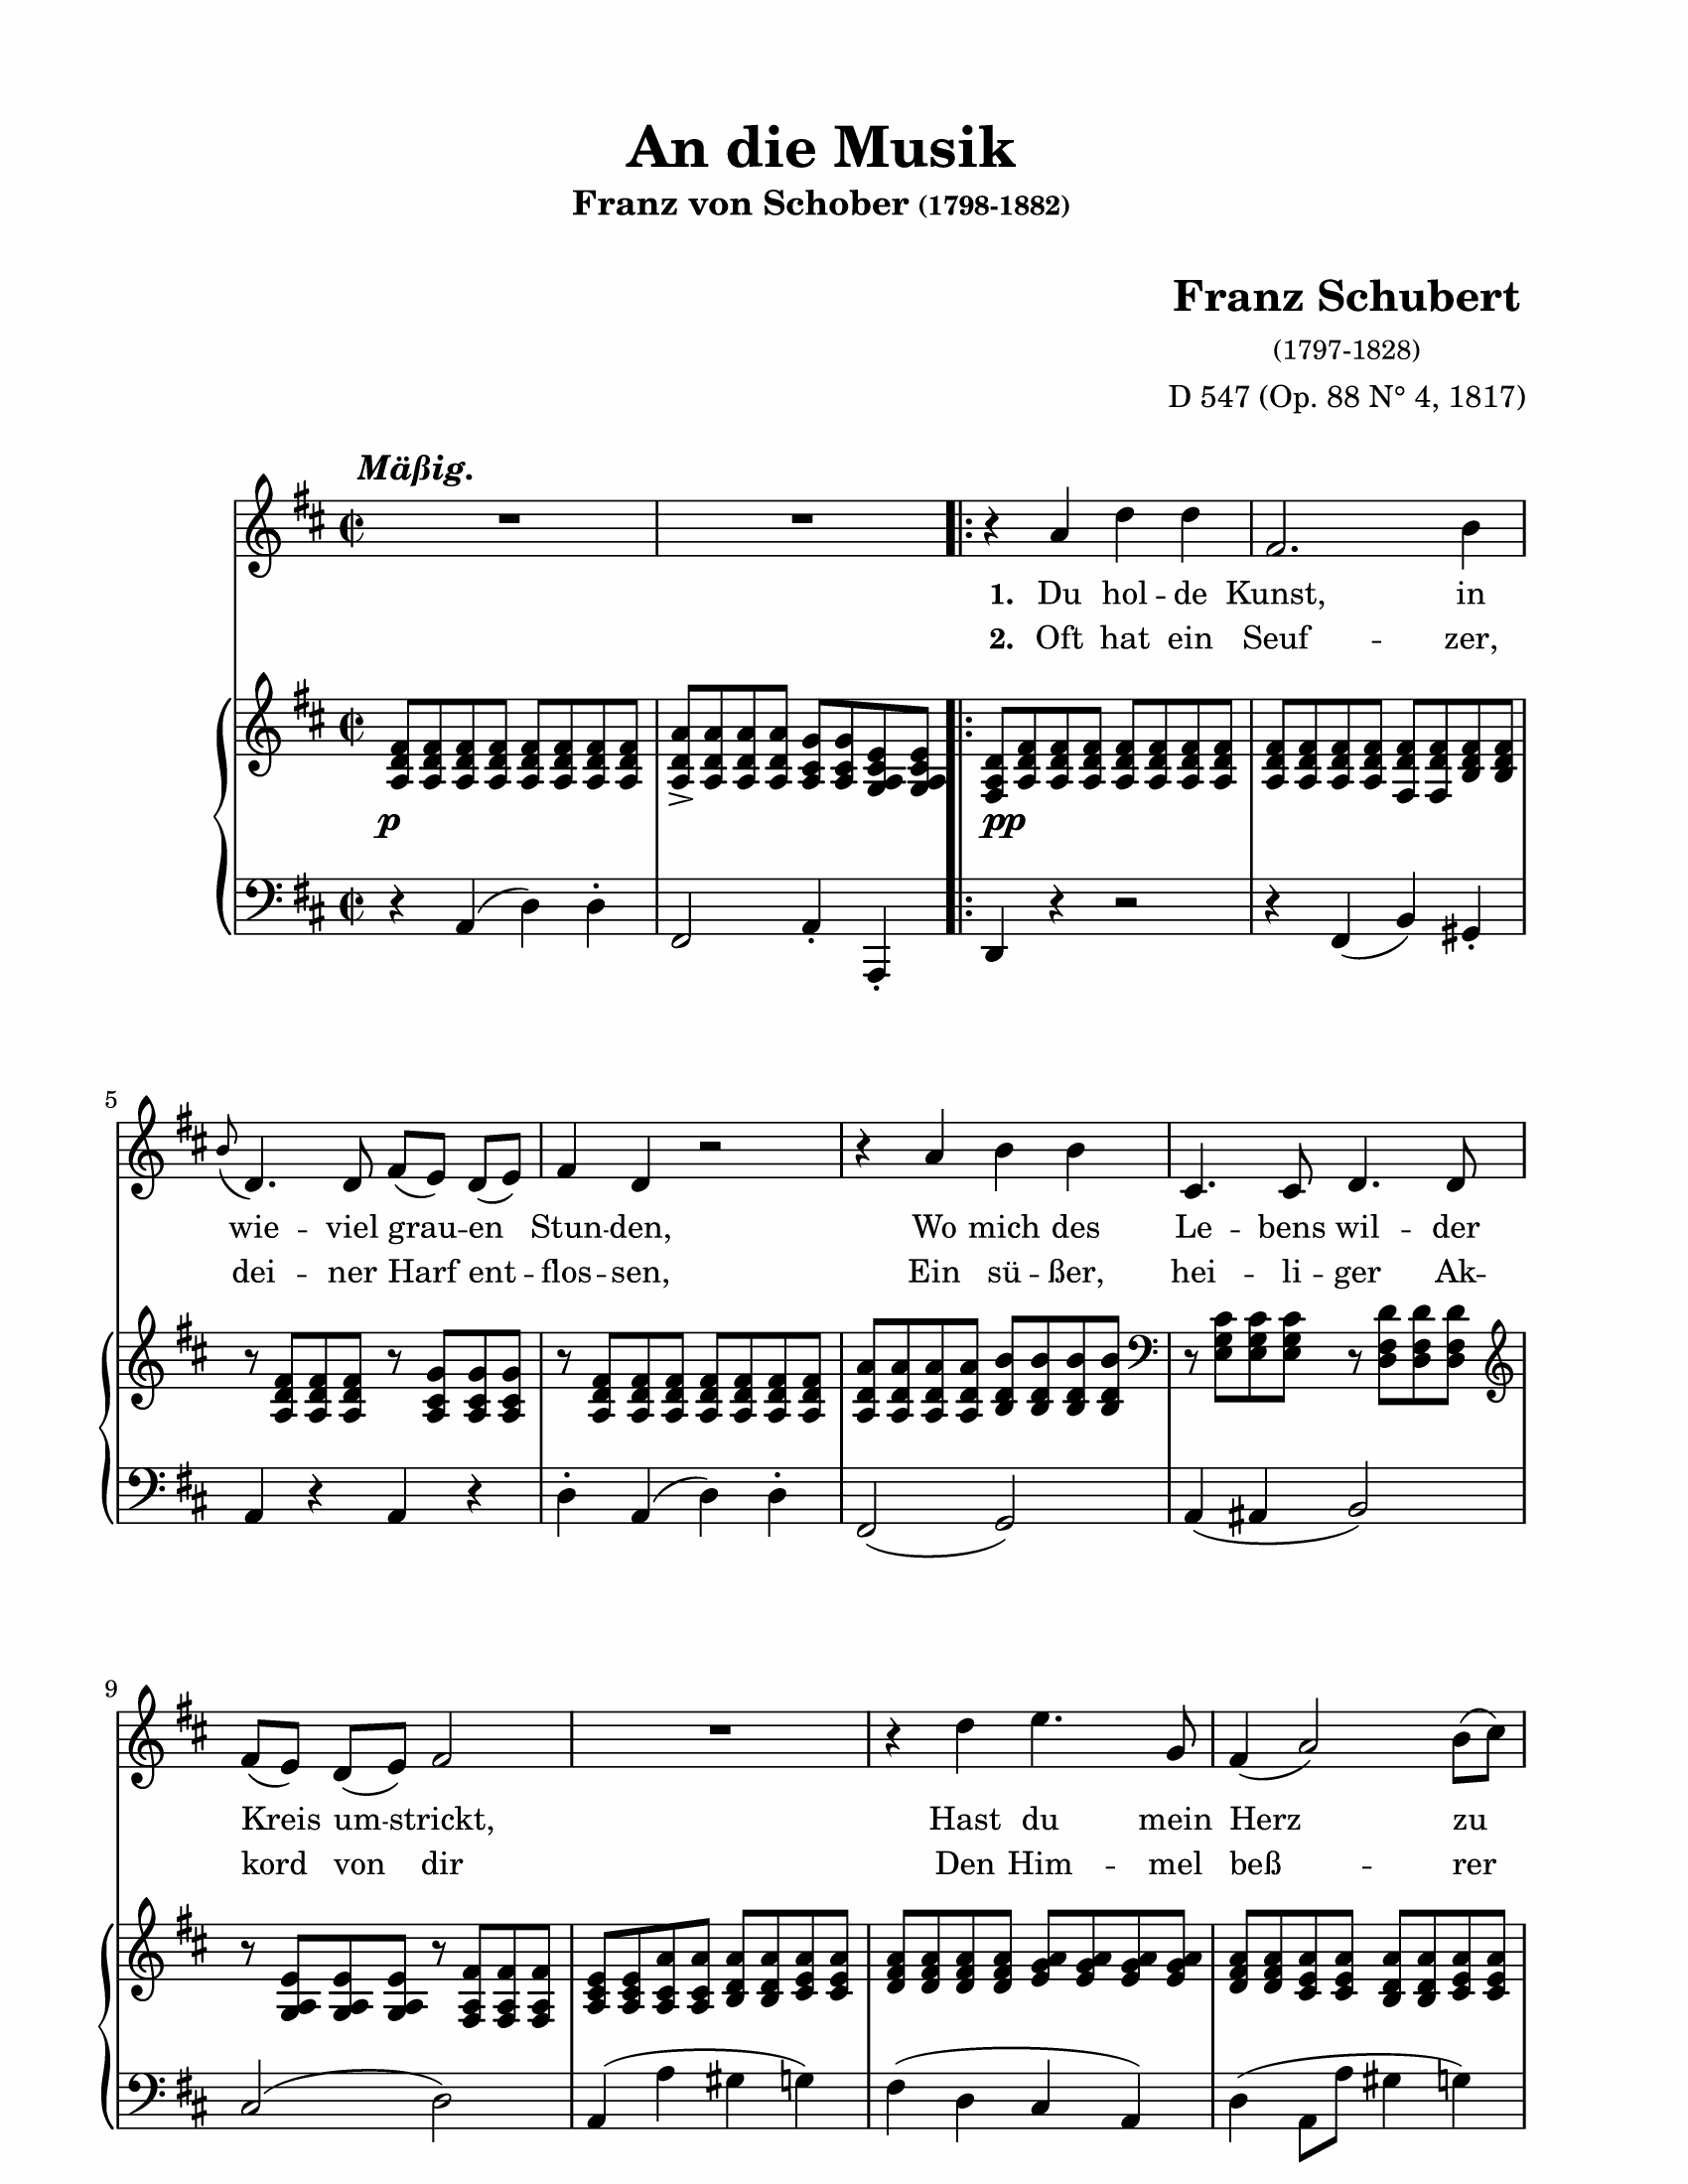 An die Musik
Franz von Schober (1798-1882)
Franz Schubert
(1797-1828)
D 547 (Op. 88 N° 4, 1817)
Mäßig.
1. Du hol - de Kunst, in
2. Oft hat ein Seuf - zer,
p pp
5
wie - viel grau - en Stun - den, Wo mich des Le - bens wil - der
dei - ner Harf ent - flos - sen, Ein sü - ßer, hei - li - ger Ak -
9
Kreis um - strickt, Hast du mein Herz zu
kord von dir Den Him - mel beß - rer